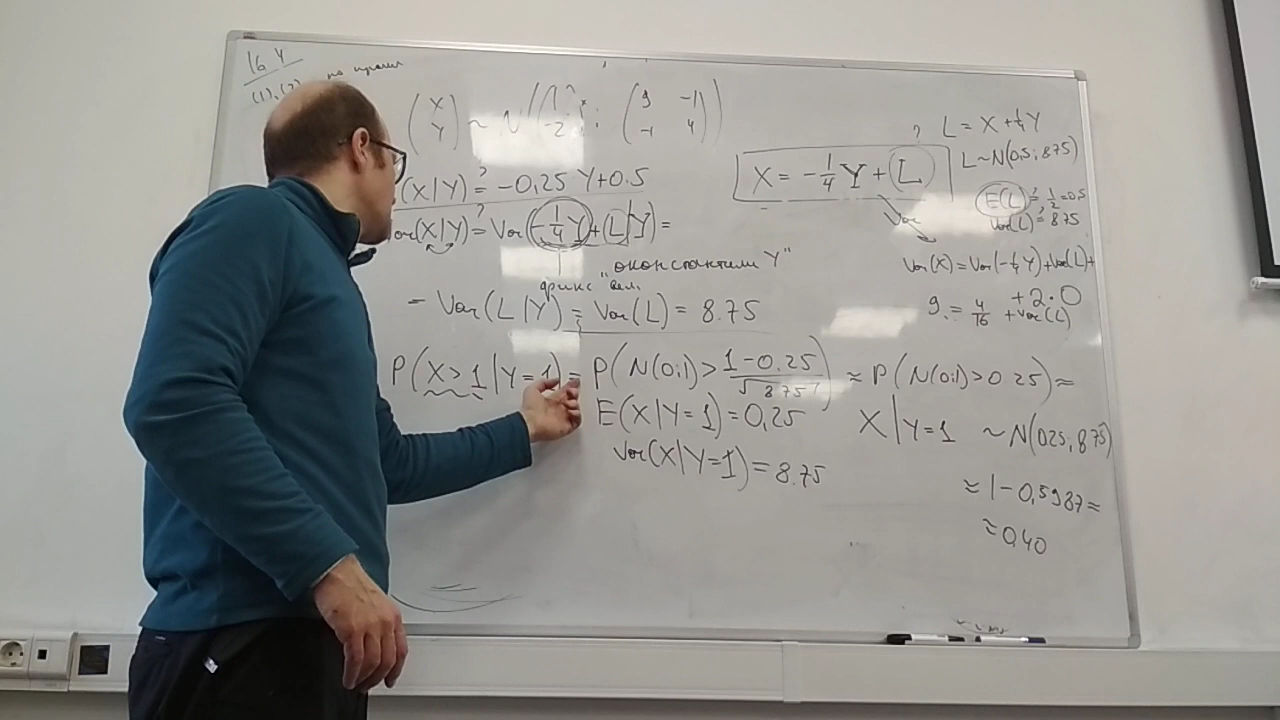 16.4
(1), (2)
(X Y) ~ N((1 -2); (9 -1 -1 4))
(X|Y) =? -0,25 Y+0.5
Var(X|Y) =? Var(-1/4 Y + L|Y) =
"оконстантили Y"
= Var(L|Y) = Var(L) = 8.75
P(X>1|Y=1) = P(N(0;1) > (1-0.25)/√8.75) ≈ P(N(0;1)>0.25) ≈
E(X|Y=1) = 0,25
Var(X|Y=1) = 8.75
X|Y=1 ~ N(0.25; 8.75)
≈ 1-0,5987 ≈
≈ 0,40
X = -1/4 Y + L
Var
? L = X + 1/4 Y
L ~ N(0.5; 8.75)
E(L) =? 1/2 = 0.5
Var(L) =? 8.75
Var(X) = Var(-1/4 Y) + Var(L) +
+ 2·0
9 = 4/16 + Var(L)